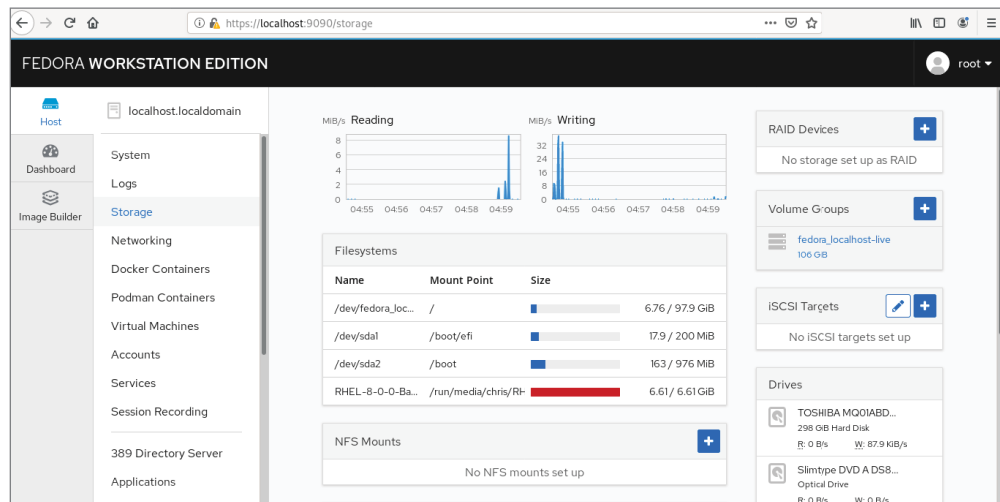 https://localhost:9090/storage
FEDORA WORKSTATION EDITION
root
Host
Dashboard
Image Builder
localhost.localdomain
System
Logs
Storage
Networking
Docker Containers
Podman Containers
Virtual Machines
Accounts
Services
Session Recording
389 Directory Server
Applications
MiB/s Reading
8
6
4
2
0
04:55 04:56 04:57 04:58 04:59
MiB/s Writing
32
24
16
8
0
04:55 04:56 04:57 04:58 04:59
Filesystems
Name Mount Point Size
/dev/fedora_loc... / 6.76 / 97.9 GiB
/dev/sda1 /boot/efi 17.9 / 200 MiB
/dev/sda2 /boot 163 / 976 MiB
RHEL-8-0-0-Ba... /run/media/chris/RH 6.61 / 6.61 GiB
NFS Mounts
No NFS mounts set up
RAID Devices
No storage set up as RAID
Volume Groups
fedora_localhost-live
106 GB
iSCSI Targets
No iSCSI targets set up
Drives
TOSHIBA MQ01ABD...
298 GiB Hard Disk
R: 0 B/s W: 87.9 KiB/s
Slimtype DVD A DS8...
Optical Drive
R: 0 B/s W: 0 B/s